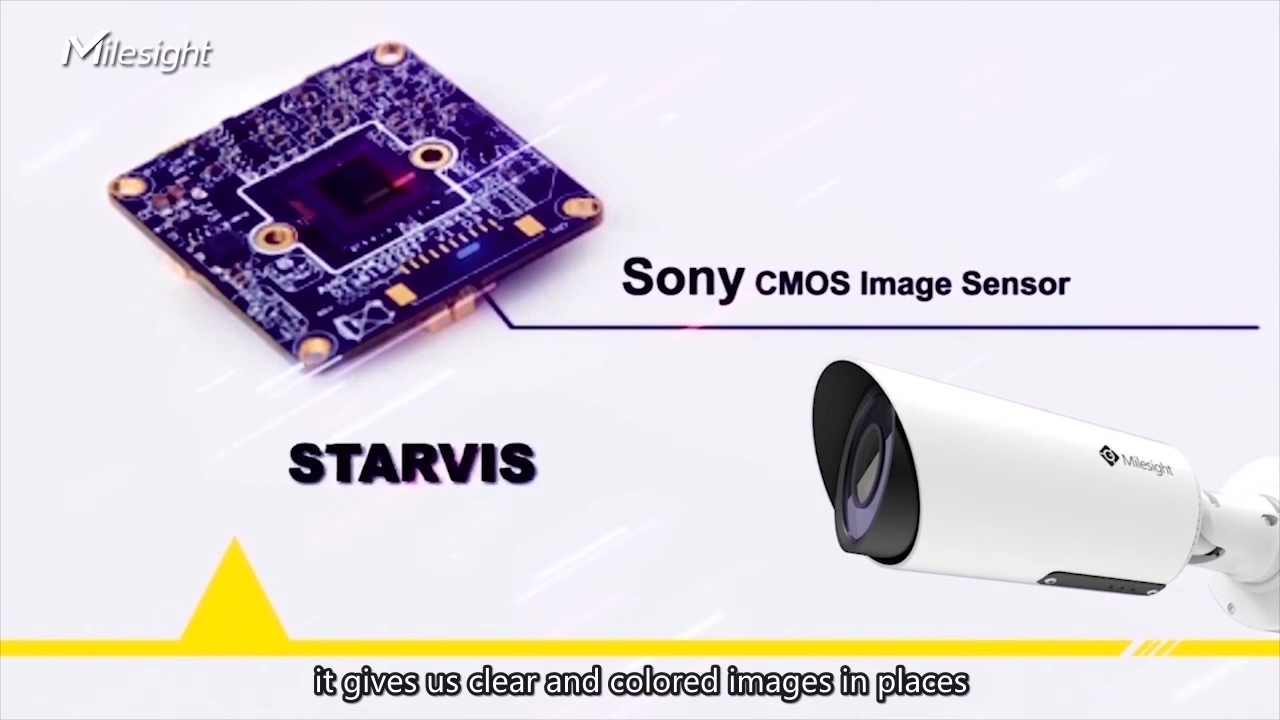 Milesight
Sony CMOS Image Sensor
STARVIS
Milesight
it gives us clear and colored images in places